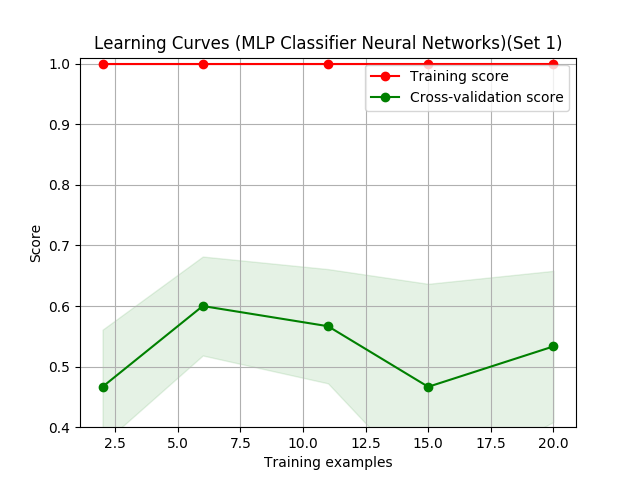 Learning Curves (MLP Classifier Neural Networks)(Set 1)
1.0
0.9
0.8
0.7
0.6
0.5
0.4
Score
Training score
Cross-validation score
2.5 5.0 7.5 10.0 12.5 15.0 17.5 20.0
Training examples